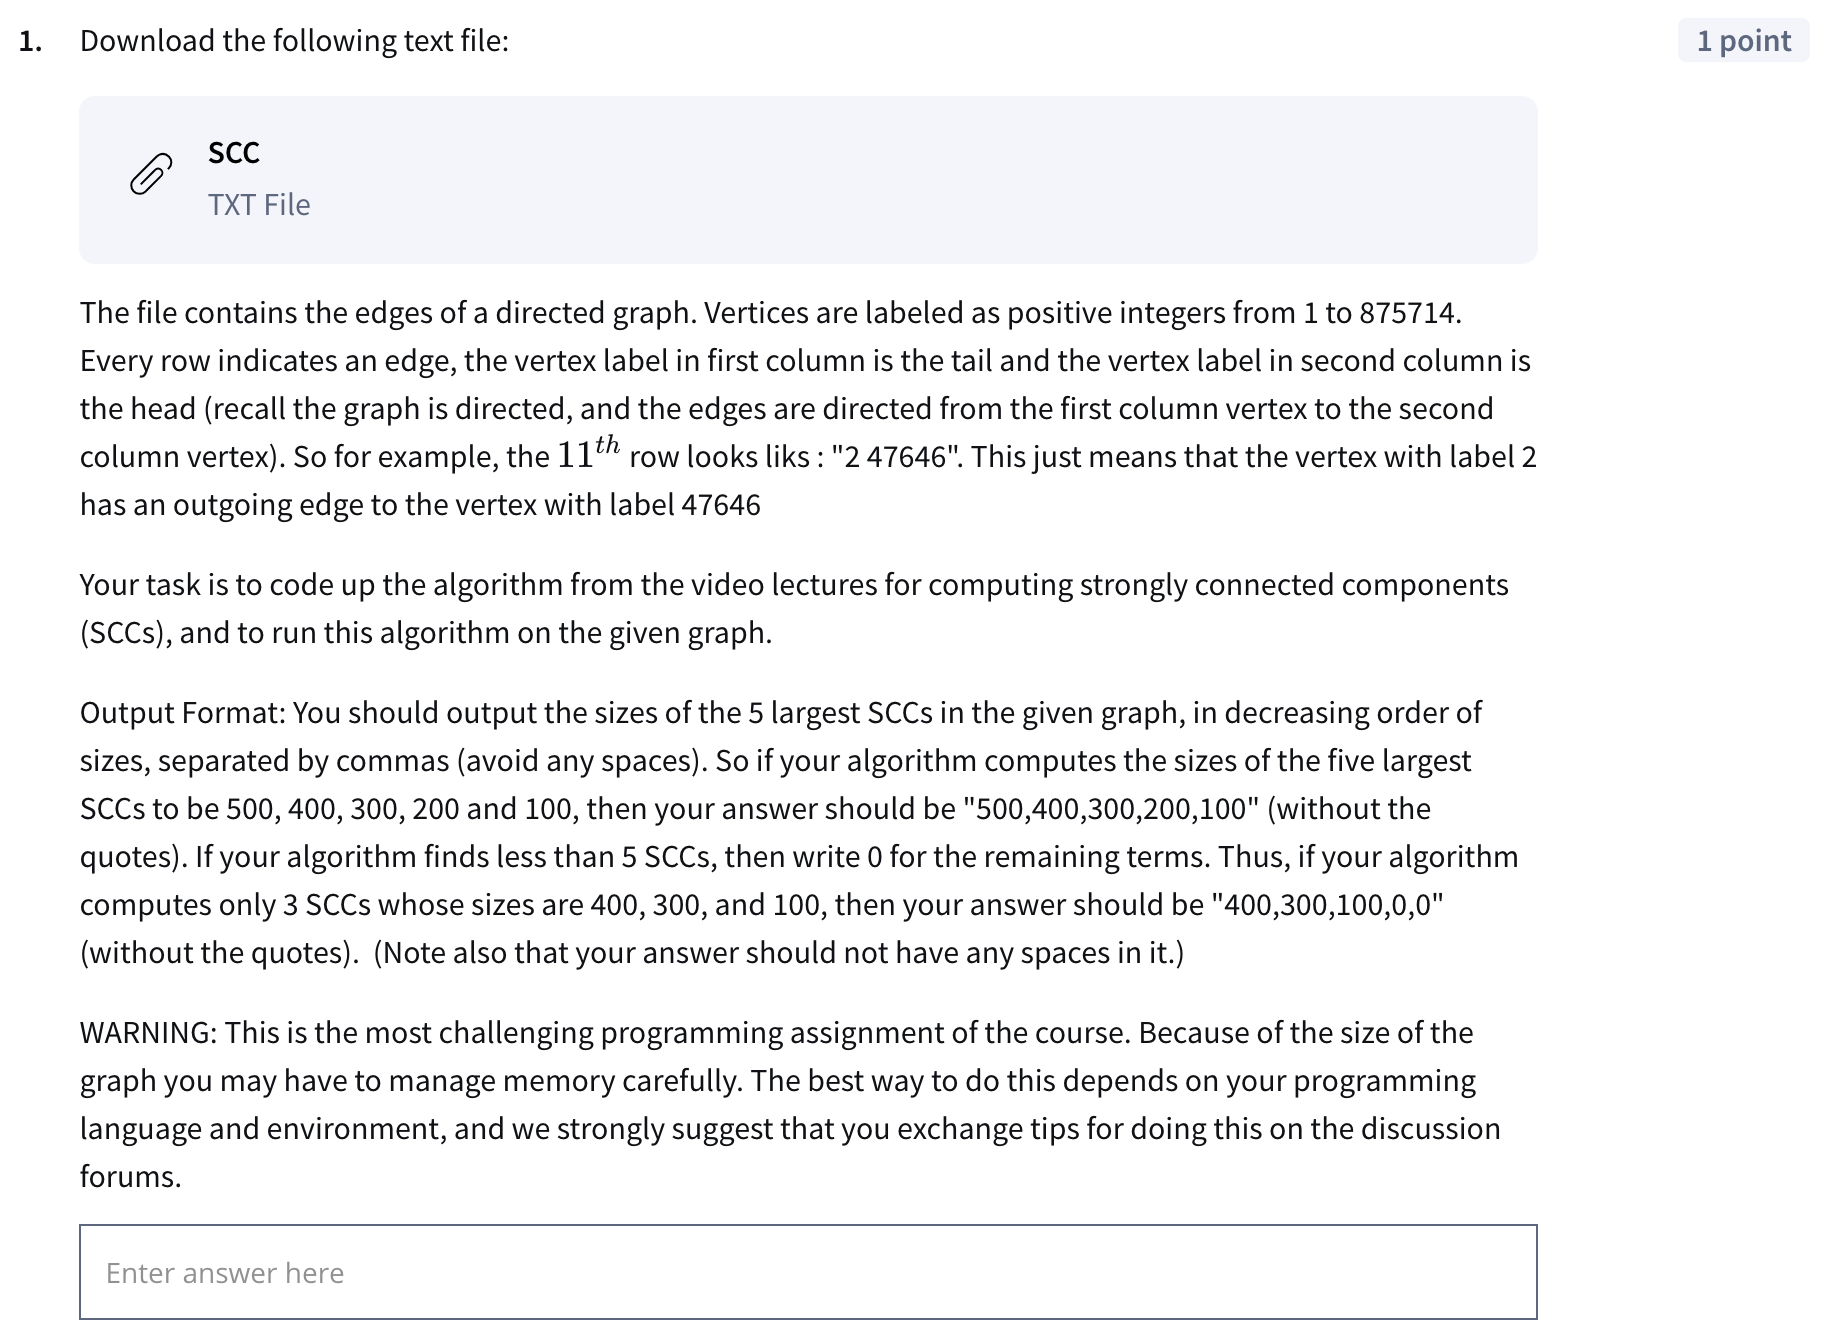 1. Download the following text file:
1 point
SCC
TXT File
The file contains the edges of a directed graph. Vertices are labeled as positive integers from 1 to 875714.
Every row indicates an edge, the vertex label in first column is the tail and the vertex label in second column is
the head (recall the graph is directed, and the edges are directed from the first column vertex to the second
column vertex). So for example, the 11th row looks liks : "2 47646". This just means that the vertex with label 2
has an outgoing edge to the vertex with label 47646
Your task is to code up the algorithm from the video lectures for computing strongly connected components
(SCCs), and to run this algorithm on the given graph.
Output Format: You should output the sizes of the 5 largest SCCs in the given graph, in decreasing order of
sizes, separated by commas (avoid any spaces). So if your algorithm computes the sizes of the five largest
SCCs to be 500, 400, 300, 200 and 100, then your answer should be "500,400,300,200,100" (without the
quotes). If your algorithm finds less than 5 SCCs, then write 0 for the remaining terms. Thus, if your algorithm
computes only 3 SCCs whose sizes are 400, 300, and 100, then your answer should be "400,300,100,0,0"
(without the quotes).  (Note also that your answer should not have any spaces in it.)
WARNING: This is the most challenging programming assignment of the course. Because of the size of the
graph you may have to manage memory carefully. The best way to do this depends on your programming
language and environment, and we strongly suggest that you exchange tips for doing this on the discussion
forums.
Enter answer here